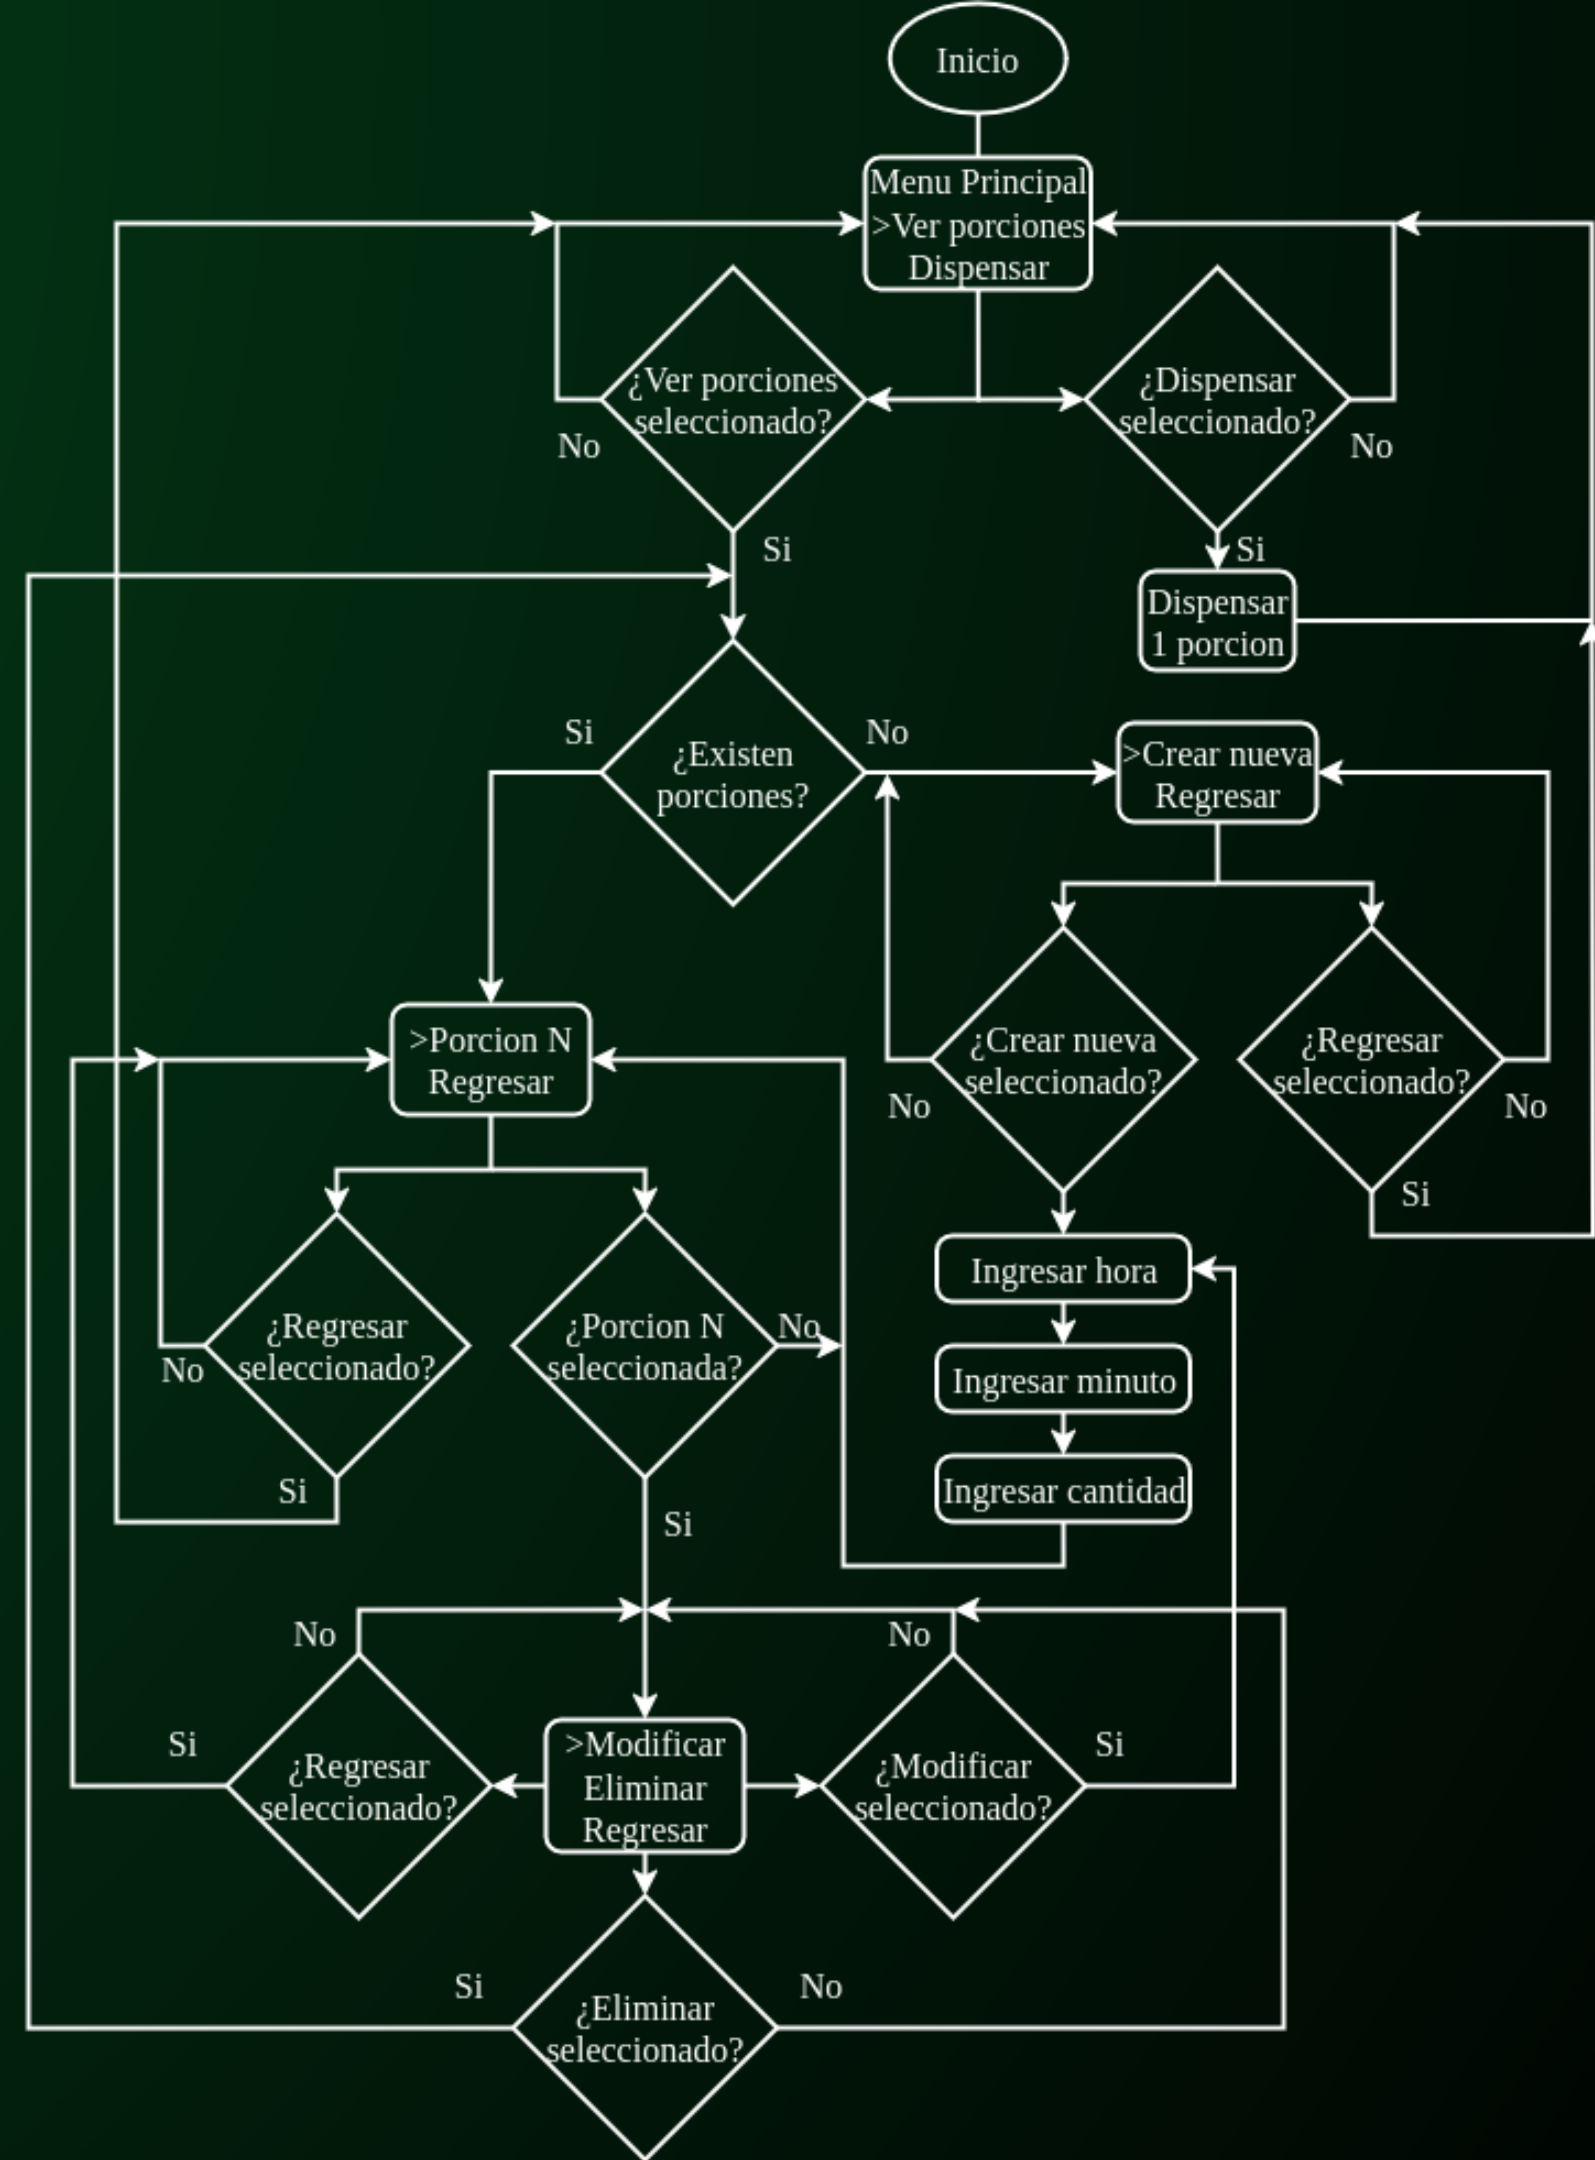 Inicio
Menu Principal
>Ver porciones
Dispensar
¿Ver porciones
seleccionado?
No
Si
¿Dispensar
seleccionado?
No
Si
Dispensar
1 porcion
¿Existen
porciones?
Si
No
>Crear nueva
Regresar
¿Crear nueva
seleccionado?
No
¿Regresar
seleccionado?
No
Si
>Porcion N
Regresar
¿Regresar
seleccionado?
No
Si
¿Porcion N
seleccionada?
No
Si
Ingresar hora
Ingresar minuto
Ingresar cantidad
No
Si
¿Regresar
seleccionado?
>Modificar
Eliminar
Regresar
No
Si
¿Modificar
seleccionado?
Si
No
¿Eliminar
seleccionado?